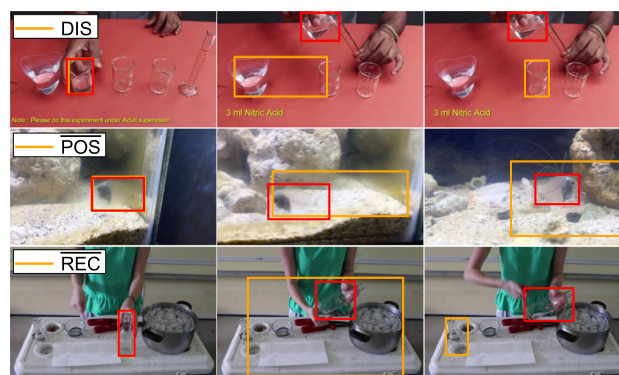 DIS
Note : Please do this experiment under Adult supervision
3 ml Nitric Acid
3 ml Nitric Acid
POS
REC